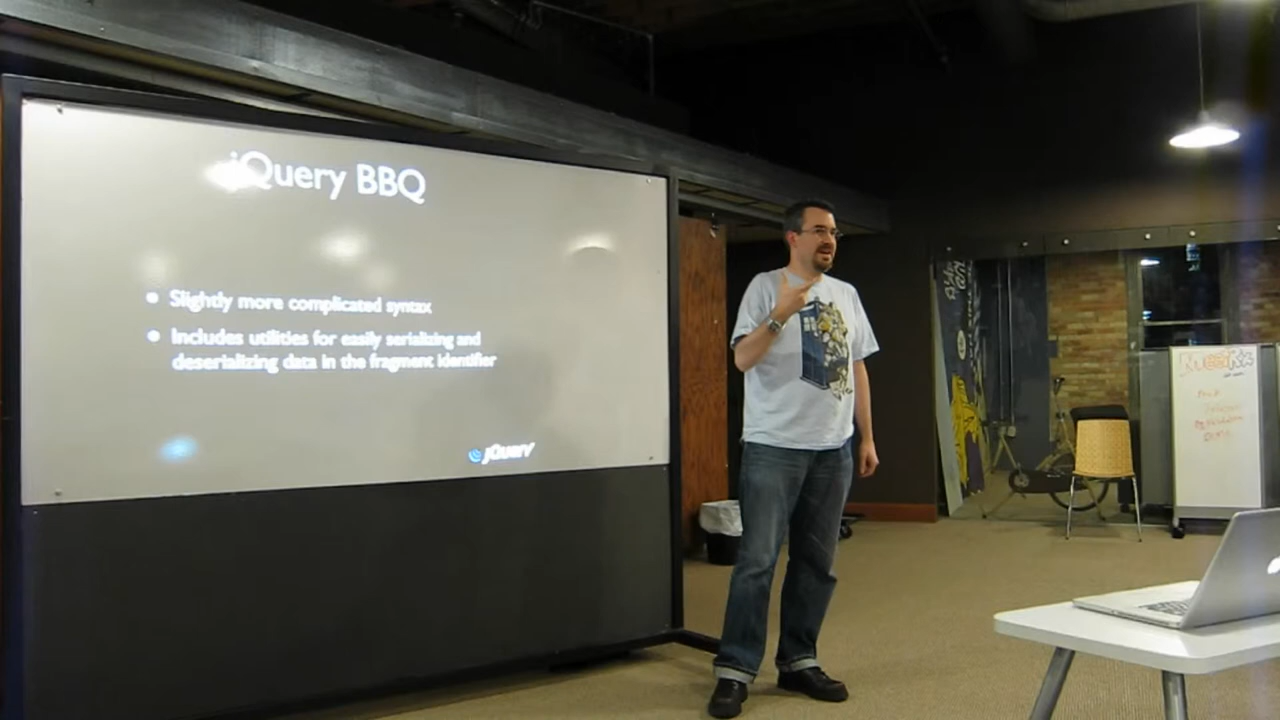 jQuery BBQ
Slightly more complicated syntax
Includes utilities for easily serializing and
deserializing data in the fragment identifier
jQuery